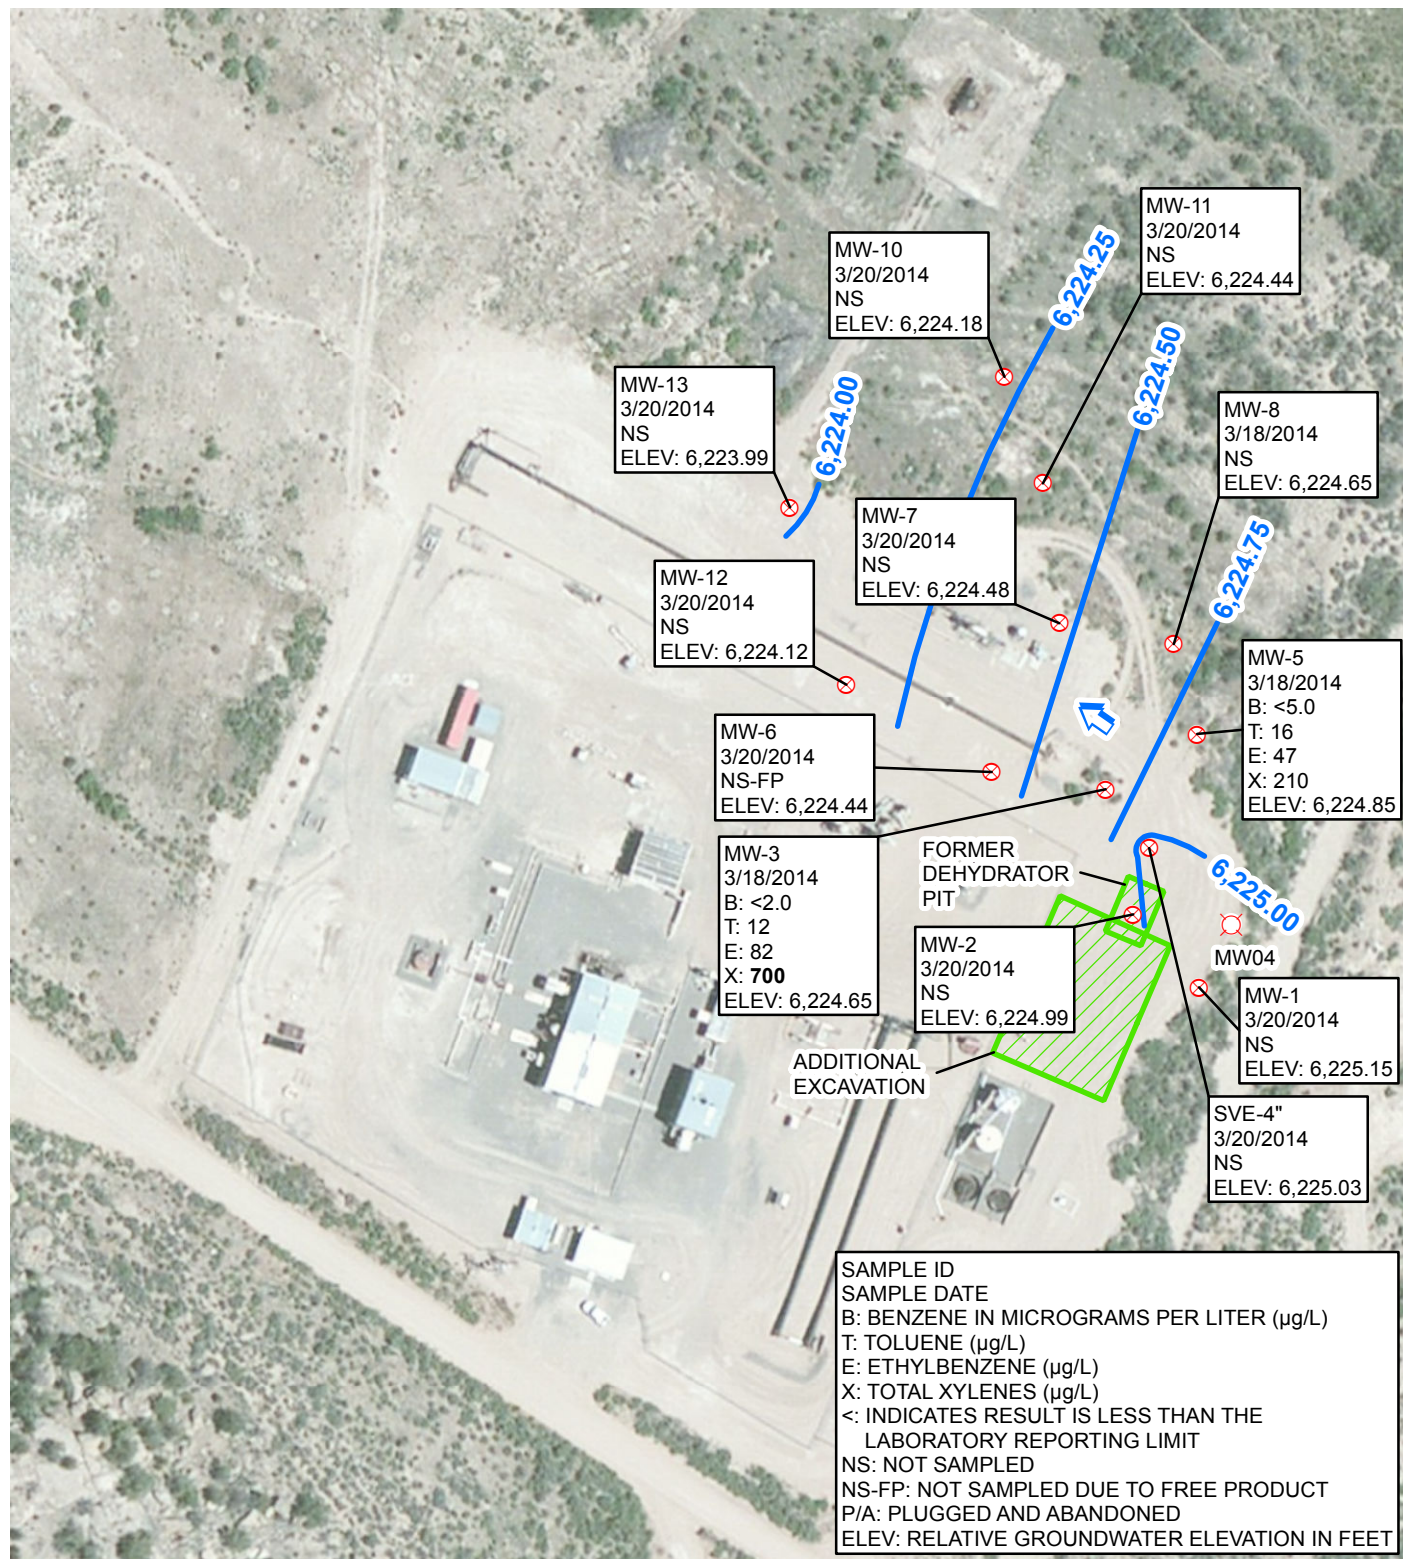 MW-11
3/20/2014
NS
ELEV: 6,224.44
MW-10
3/20/2014
NS
ELEV: 6,224.18
6,224.25
6,224.50
MW-13
3/20/2014
NS
ELEV: 6,223.99
6,224.00
MW-8
3/18/2014
NS
ELEV: 6,224.65
MW-7
3/20/2014
NS
ELEV: 6,224.48
6,224.75
MW-12
3/20/2014
NS
ELEV: 6,224.12
MW-5
3/18/2014
B: <5.0
T: 16
E: 47
X: 210
ELEV: 6,224.85
MW-6
3/20/2014
NS-FP
ELEV: 6,224.44
MW-3
3/18/2014
B: <2.0
T: 12
E: 82
X: 700
ELEV: 6,224.65
FORMER
DEHYDRATOR
PIT
6,225.00
MW-2
3/20/2014
NS
ELEV: 6,224.99
MW04
MW-1
3/20/2014
NS
ELEV: 6,225.15
ADDITIONAL
EXCAVATION
SVE-4"
3/20/2014
NS
ELEV: 6,225.03
SAMPLE ID
SAMPLE DATE
B: BENZENE IN MICROGRAMS PER LITER (µg/L)
T: TOLUENE (µg/L)
E: ETHYLBENZENE (µg/L)
X: TOTAL XYLENES (µg/L)
<: INDICATES RESULT IS LESS THAN THE
LABORATORY REPORTING LIMIT
NS: NOT SAMPLED
NS-FP: NOT SAMPLED DUE TO FREE PRODUCT
P/A: PLUGGED AND ABANDONED
ELEV: RELATIVE GROUNDWATER ELEVATION IN FEET